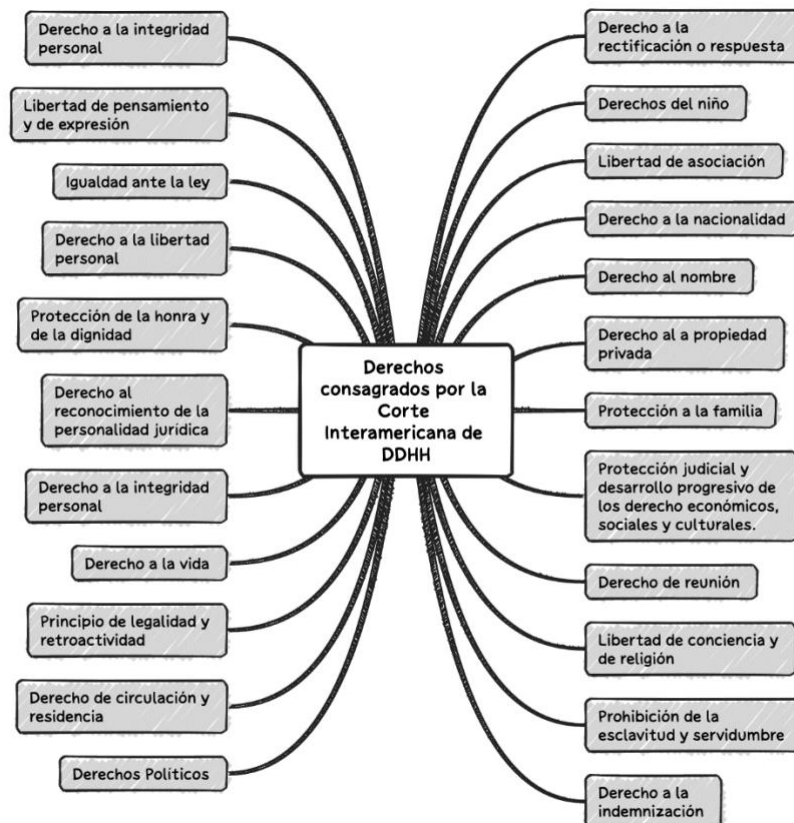 Derecho a la integridad
personal
Libertad de pensamiento
y de expresión
Igualdad ante la ley
Derecho a la libertad
personal
Protección de la honra y
de la dignidad
Derecho al
reconocimiento de la
personalidad jurídica
Derecho a la integridad
personal
Derecho a la vida
Principio de legalidad y
retroactividad
Derecho de circulación y
residencia
Derechos Políticos
Derechos
consagrados por la
Corte
Interamericana de
DDHH
Derecho a la
rectificación o respuesta
Derechos del niño
Libertad de asociación
Derecho a la nacionalidad
Derecho al nombre
Derecho al a propiedad
privada
Protección a la familia
Protección judicial y
desarrollo progresivo de
los derecho económicos,
sociales y culturales.
Derecho de reunión
Libertad de conciencia y
de religión
Prohibición de la
esclavitud y servidumbre
Derecho a la
indemnización